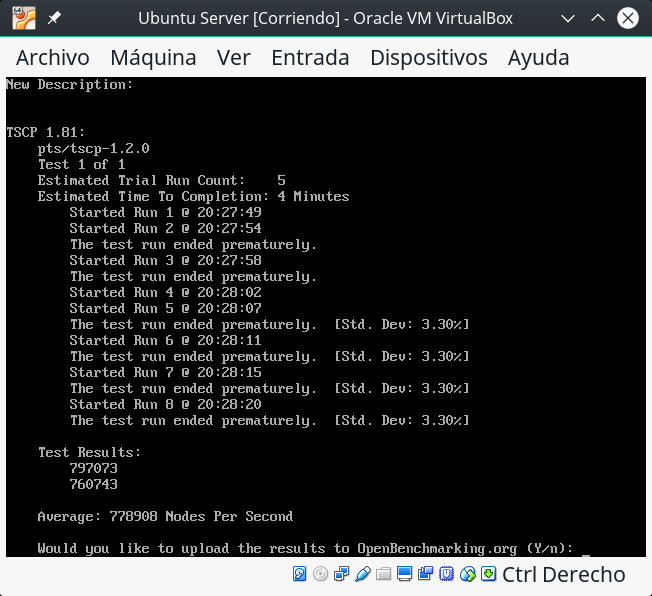 Ubuntu Server [Corriendo] - Oracle VM VirtualBox
Archivo Máquina Ver Entrada Dispositivos Ayuda
New Description:
TSCP 1.81:
pts/tscp-1.2.0
Test 1 of 1
Estimated Trial Run Count: 5
Estimated Time To Completion: 4 Minutes
Started Run 1 @ 20:27:49
Started Run 2 @ 20:27:54
The test run ended prematurely.
Started Run 3 @ 20:27:58
The test run ended prematurely.
Started Run 4 @ 20:28:02
Started Run 5 @ 20:28:07
The test run ended prematurely. [Std. Dev: 3.30%]
Started Run 6 @ 20:28:11
The test run ended prematurely. [Std. Dev: 3.30%]
Started Run 7 @ 20:28:15
The test run ended prematurely. [Std. Dev: 3.30%]
Started Run 8 @ 20:28:20
The test run ended prematurely. [Std. Dev: 3.30%]
Test Results:
797073
760743
Average: 778908 Nodes Per Second
Would you like to upload the results to OpenBenchmarking.org (Y/n): _
Ctrl Derecho